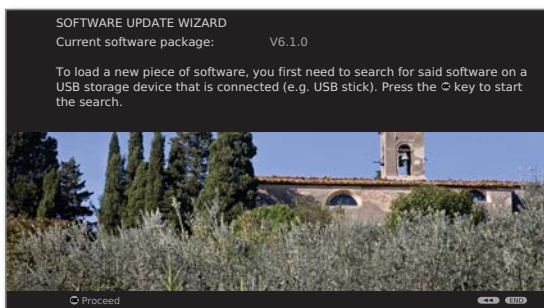 SOFTWARE UPDATE WIZARD
Current software package: V6.1.0
To load a new piece of software, you first need to search for said software on a
USB storage device that is connected (e.g. USB stick). Press the OK key to start
the search.
OK Proceed
END